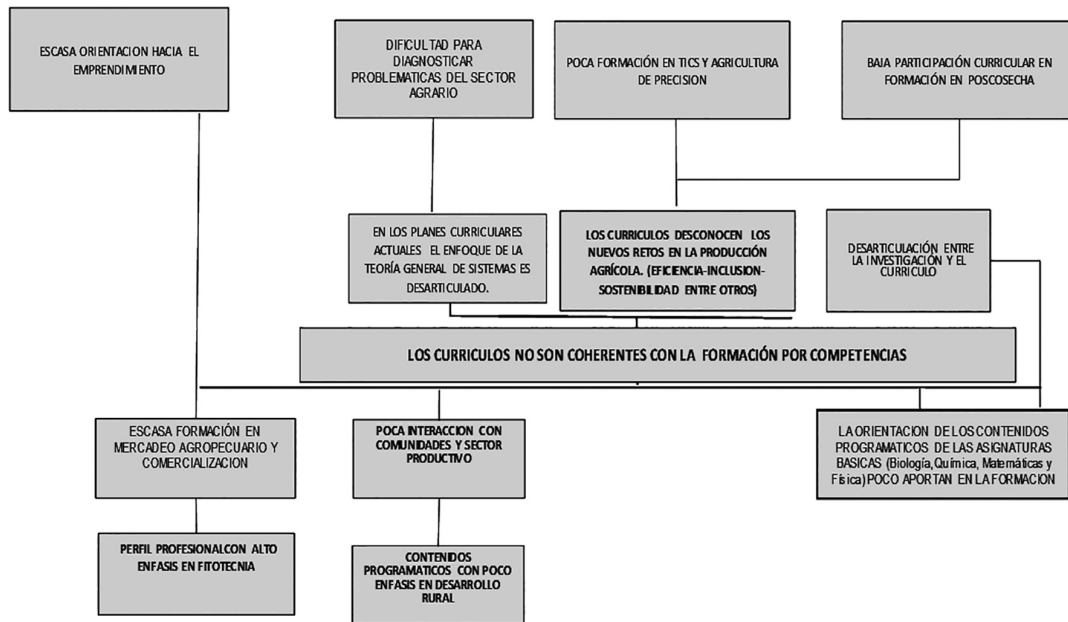 ESCASA ORIENTACION HACIA EL
EMPRENDIMIENTO
DIFICULTAD PARA
DIAGNOSTICAR
PROBLEMATICAS DEL SECTOR
AGRARIO
POCA FORMACIÓN EN TICS Y AGRICULTURA
DE PRECISION
BAJA PARTICIPACIÓN CURRICULAR EN
FORMACIÓN EN POSCOSECHA
EN LOS PLANES CURRICULARES
ACTUALES EL ENFOQUE DE LA
TEORÍA GENERAL DE SISTEMAS ES
DESARTICULADO.
LOS CURRICULOS DESCONOCEN LOS
NUEVOS RETOS EN LA PRODUCCIÓN
AGRÍCOLA. (EFICIENCIA-INCLUSION-
SOSTENIBILIDAD ENTRE OTROS)
DESARTICULACIÓN ENTRE
LA INVESTIGACIÓN Y EL
CURRICULO
LOS CURRICULOS NO SON COHERENTES CON LA FORMACIÓN POR COMPETENCIAS
ESCASA FORMACIÓN EN
MERCADEO AGROPECUARIO Y
COMERCIALIZACION
POCA INTERACCION CON
COMUNIDADES Y SECTOR
PRODUCTIVO
LA ORIENTACION DE LOS CONTENIDOS
PROGRAMATICOS DE LAS ASIGNATURAS
BASICAS (Biología, Química, Matemáticas y
Física) POCO APORTAN EN LA FORMACION
PERFIL PROFESIONALCON ALTO
ENFASIS EN FITOTECNIA
CONTENIDOS
PROGRAMATICOS CON POCO
ENFASIS EN DESARROLLO
RURAL